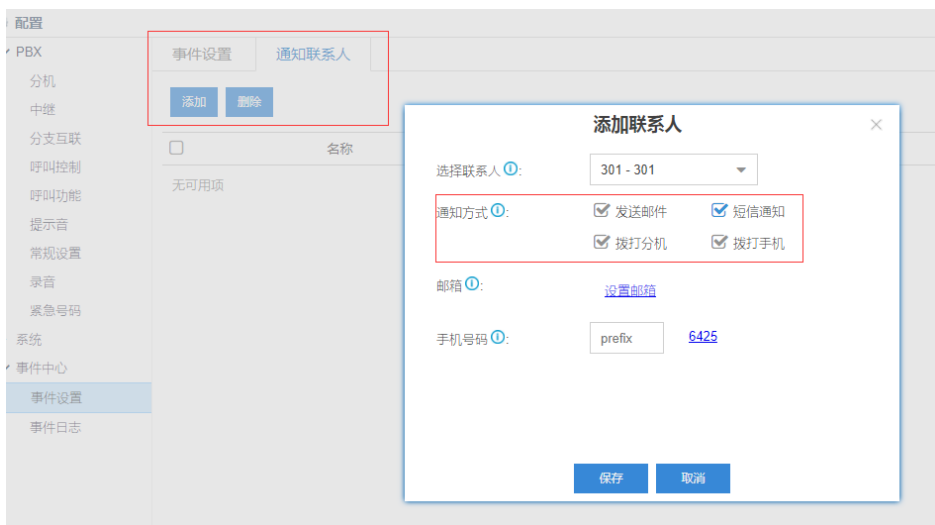 配置
PBX
分机
中继
分支互联
呼叫控制
呼叫功能
提示音
常规设置
录音
紧急号码
系统
事件中心
事件设置
事件日志
事件设置 通知联系人
添加 删除
名称
无可用项
添加联系人
选择联系人: 301 - 301
通知方式: 发送邮件 短信通知
拨打分机 拨打手机
邮箱: 设置邮箱
手机号码: prefix 6425
保存 取消